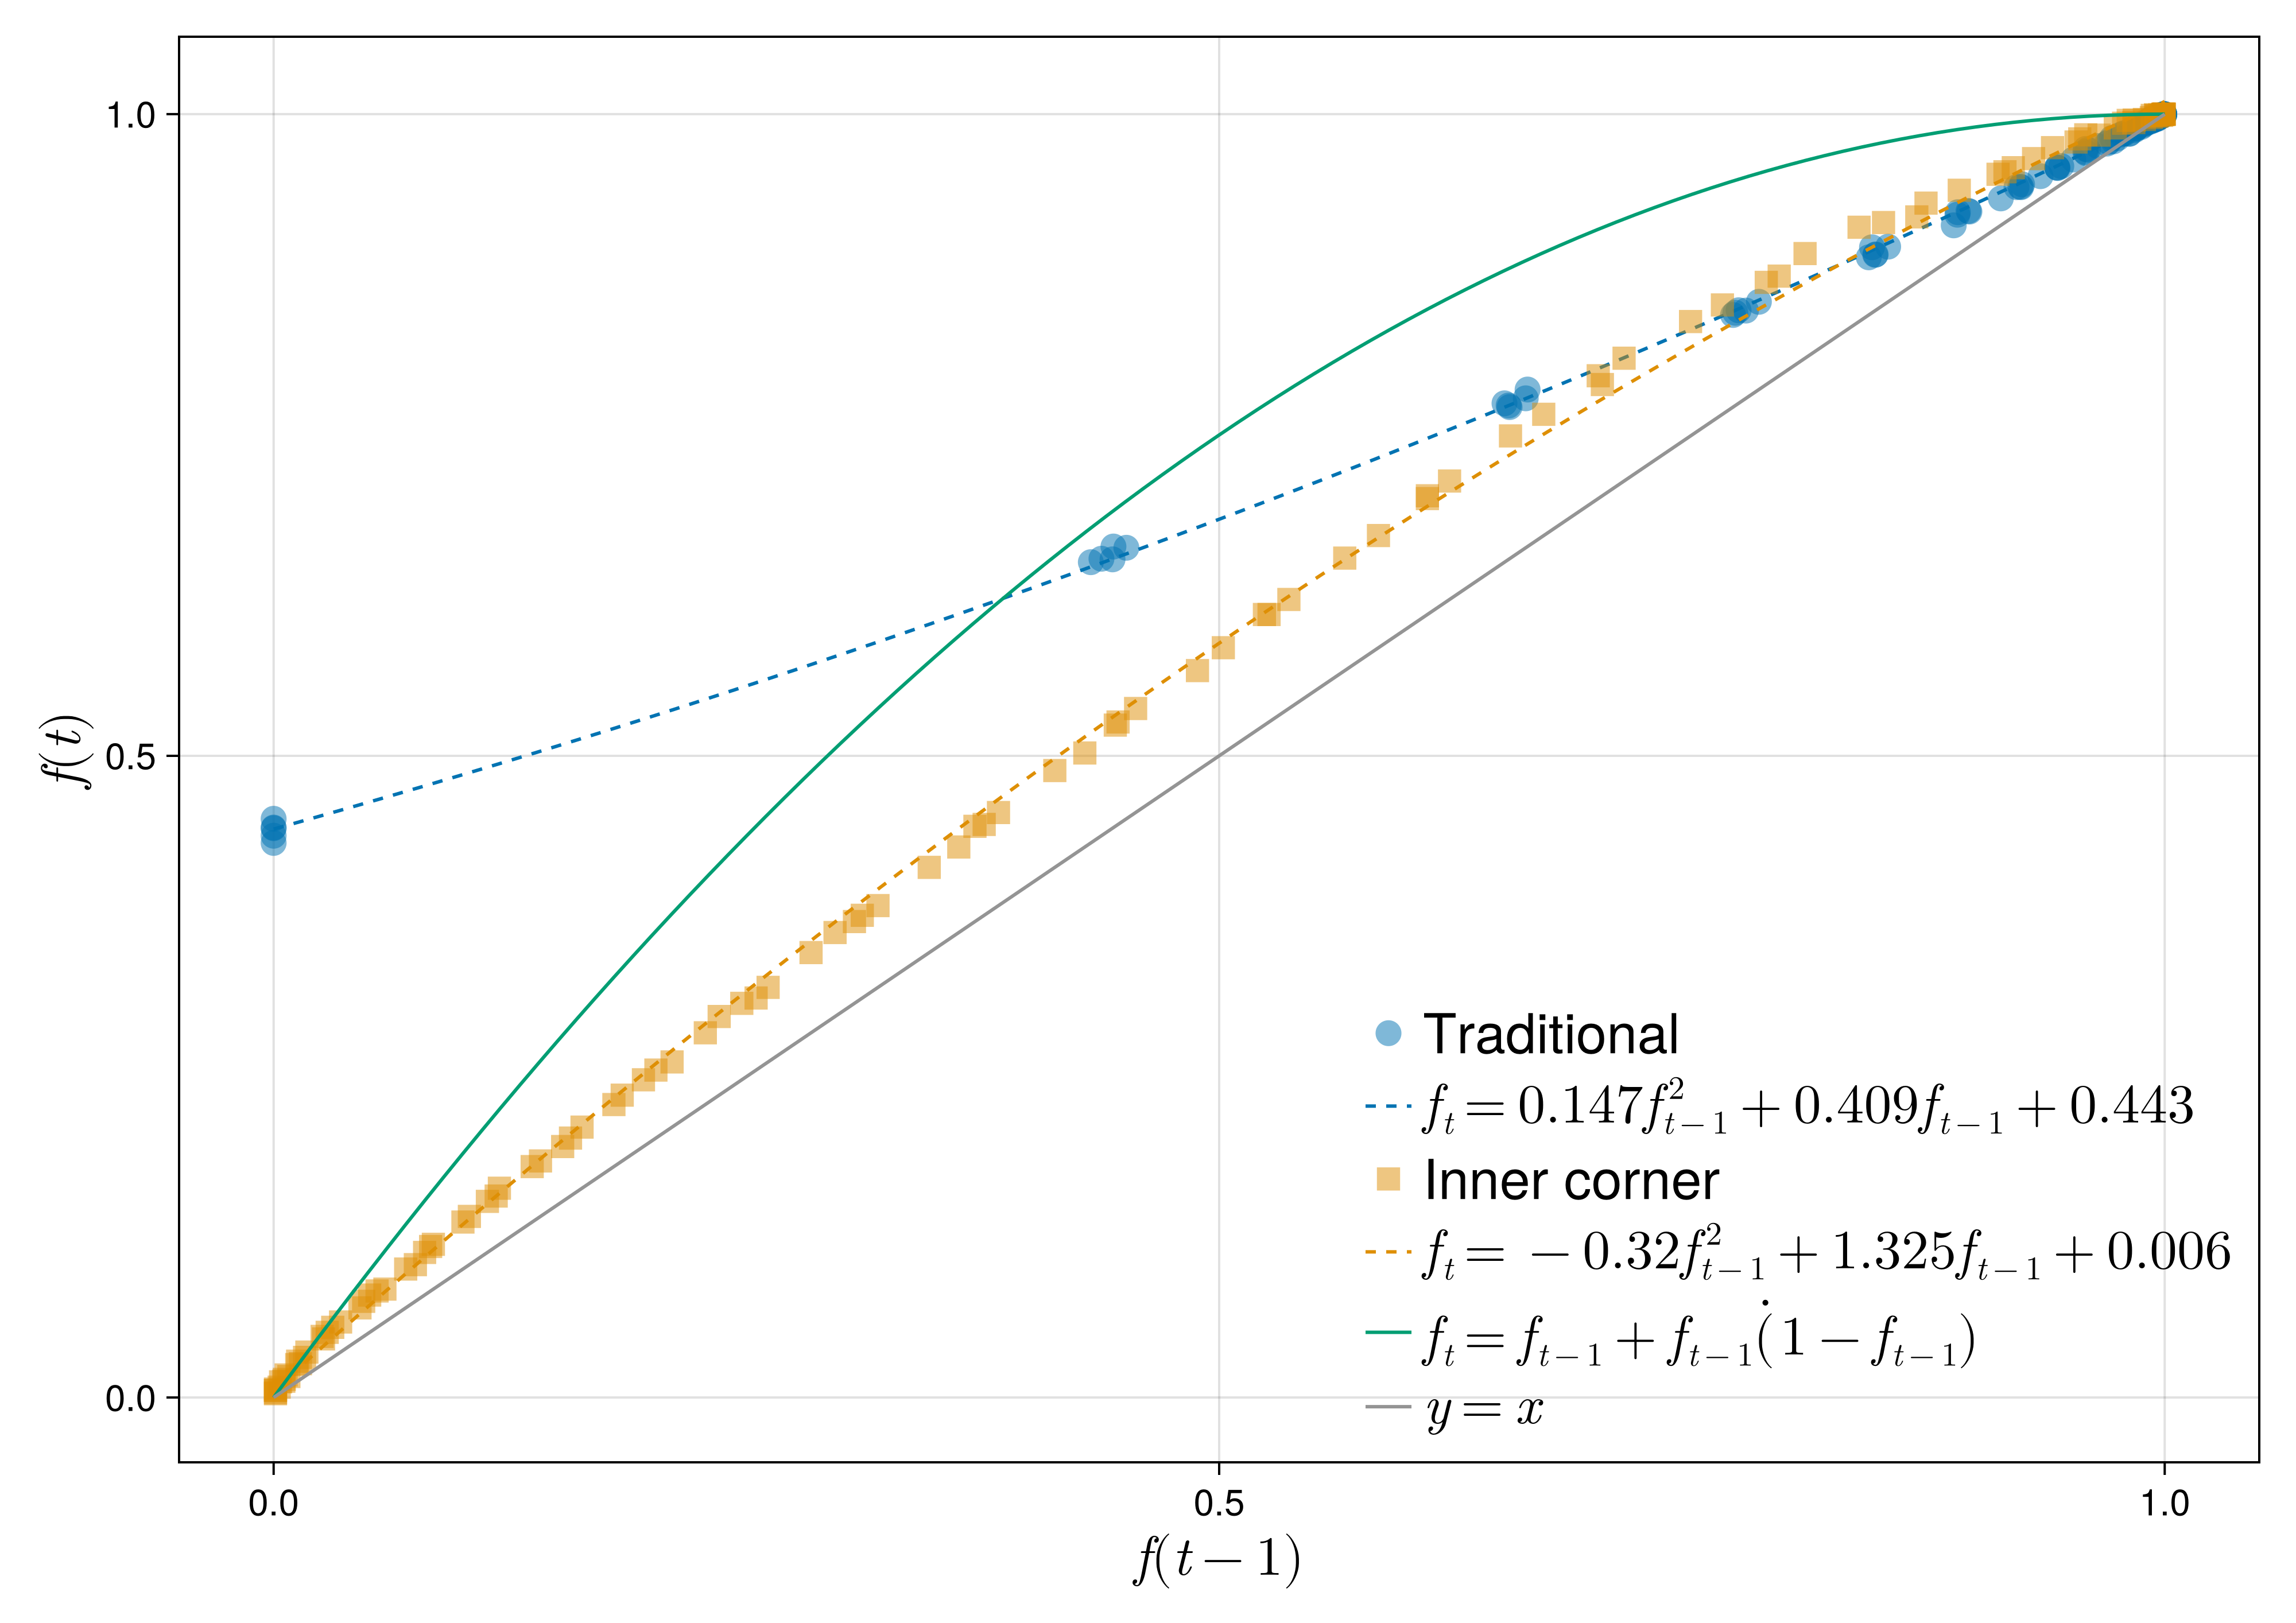 1.0
0.5
0.0
f(t)
0.0 0.5 1.0
f(t − 1)
Traditional
f_t = 0.147f_{t−1}^2 + 0.409f_{t−1} + 0.443
Inner corner
f_t = −0.32f_{t−1}^2 + 1.325f_{t−1} + 0.006
f_t = f_{t−1} + f_{t−1}(̇1 − f_{t−1})
y = x